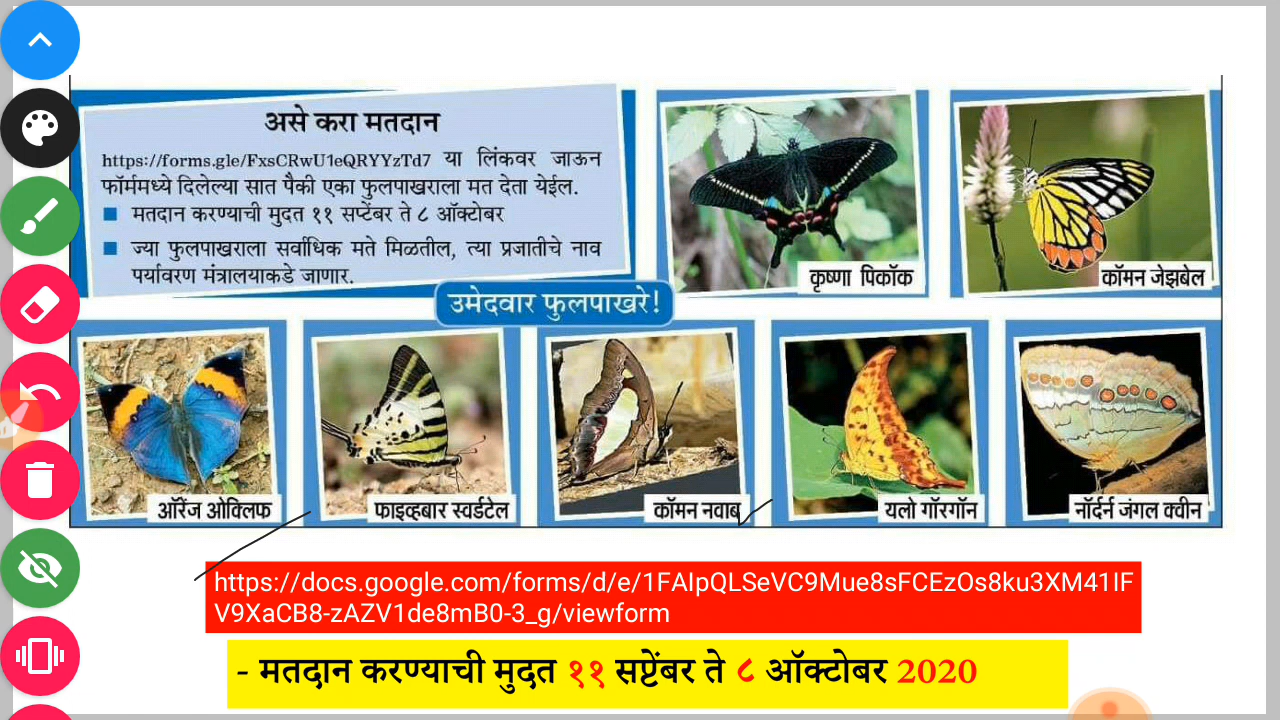 असे करा मतदान
https://forms.gle/FxsCRwU1eQRYYzTd7 या लिंकवर जाऊन
फॉर्ममध्ये दिलेल्या सात पैकी एका फुलपाखराला मत देता येईल.
■ मतदान करण्याची मुदत ११ सप्टेंबर ते ८ ऑक्टोबर
■ ज्या फुलपाखराला सर्वाधिक मते मिळतील, त्या प्रजातीचे नाव
पर्यावरण मंत्रालयाकडे जाणार.
कृष्णा पिकॉक
कॉमन जेझबेल
उमेदवार फुलपाखरे!
ऑरेंज ओक्लिफ
फाइव्हबार स्वर्डटेल
कॉमन नवाब
यलो गॉरगॉन
नॉर्दर्न जंगल क्वीन
https://docs.google.com/forms/d/e/1FAIpQLSeVC9Mue8sFCEzOs8ku3XM41IF
V9XaCB8-zAZV1de8mB0-3_g/viewform
- मतदान करण्याची मुदत ११ सप्टेंबर ते ८ ऑक्टोबर 2020